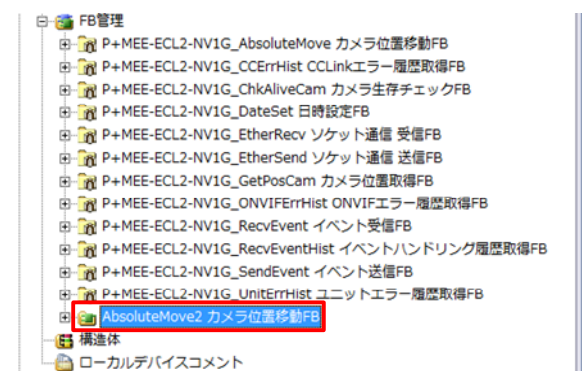 FB管理
P+MEE-ECL2-NV1G_AbsoluteMove カメラ位置移動FB
P+MEE-ECL2-NV1G_CCErrHist CCLinkエラー履歴取得FB
P+MEE-ECL2-NV1G_ChkAliveCam カメラ生存チェックFB
P+MEE-ECL2-NV1G_DateSet 日時設定FB
P+MEE-ECL2-NV1G_EtherRecv ソケット通信 受信FB
P+MEE-ECL2-NV1G_EtherSend ソケット通信 送信FB
P+MEE-ECL2-NV1G_GetPosCam カメラ位置取得FB
P+MEE-ECL2-NV1G_ONVIFErrHist ONVIFエラー履歴取得FB
P+MEE-ECL2-NV1G_RecvEvent イベント受信FB
P+MEE-ECL2-NV1G_RecvEventHist イベントハンドリング履歴取得FB
P+MEE-ECL2-NV1G_SendEvent イベント送信FB
P+MEE-ECL2-NV1G_UnitErrHist ユニットエラー履歴取得FB
AbsoluteMove2 カメラ位置移動FB
構造体
ローカルデバイスコメント